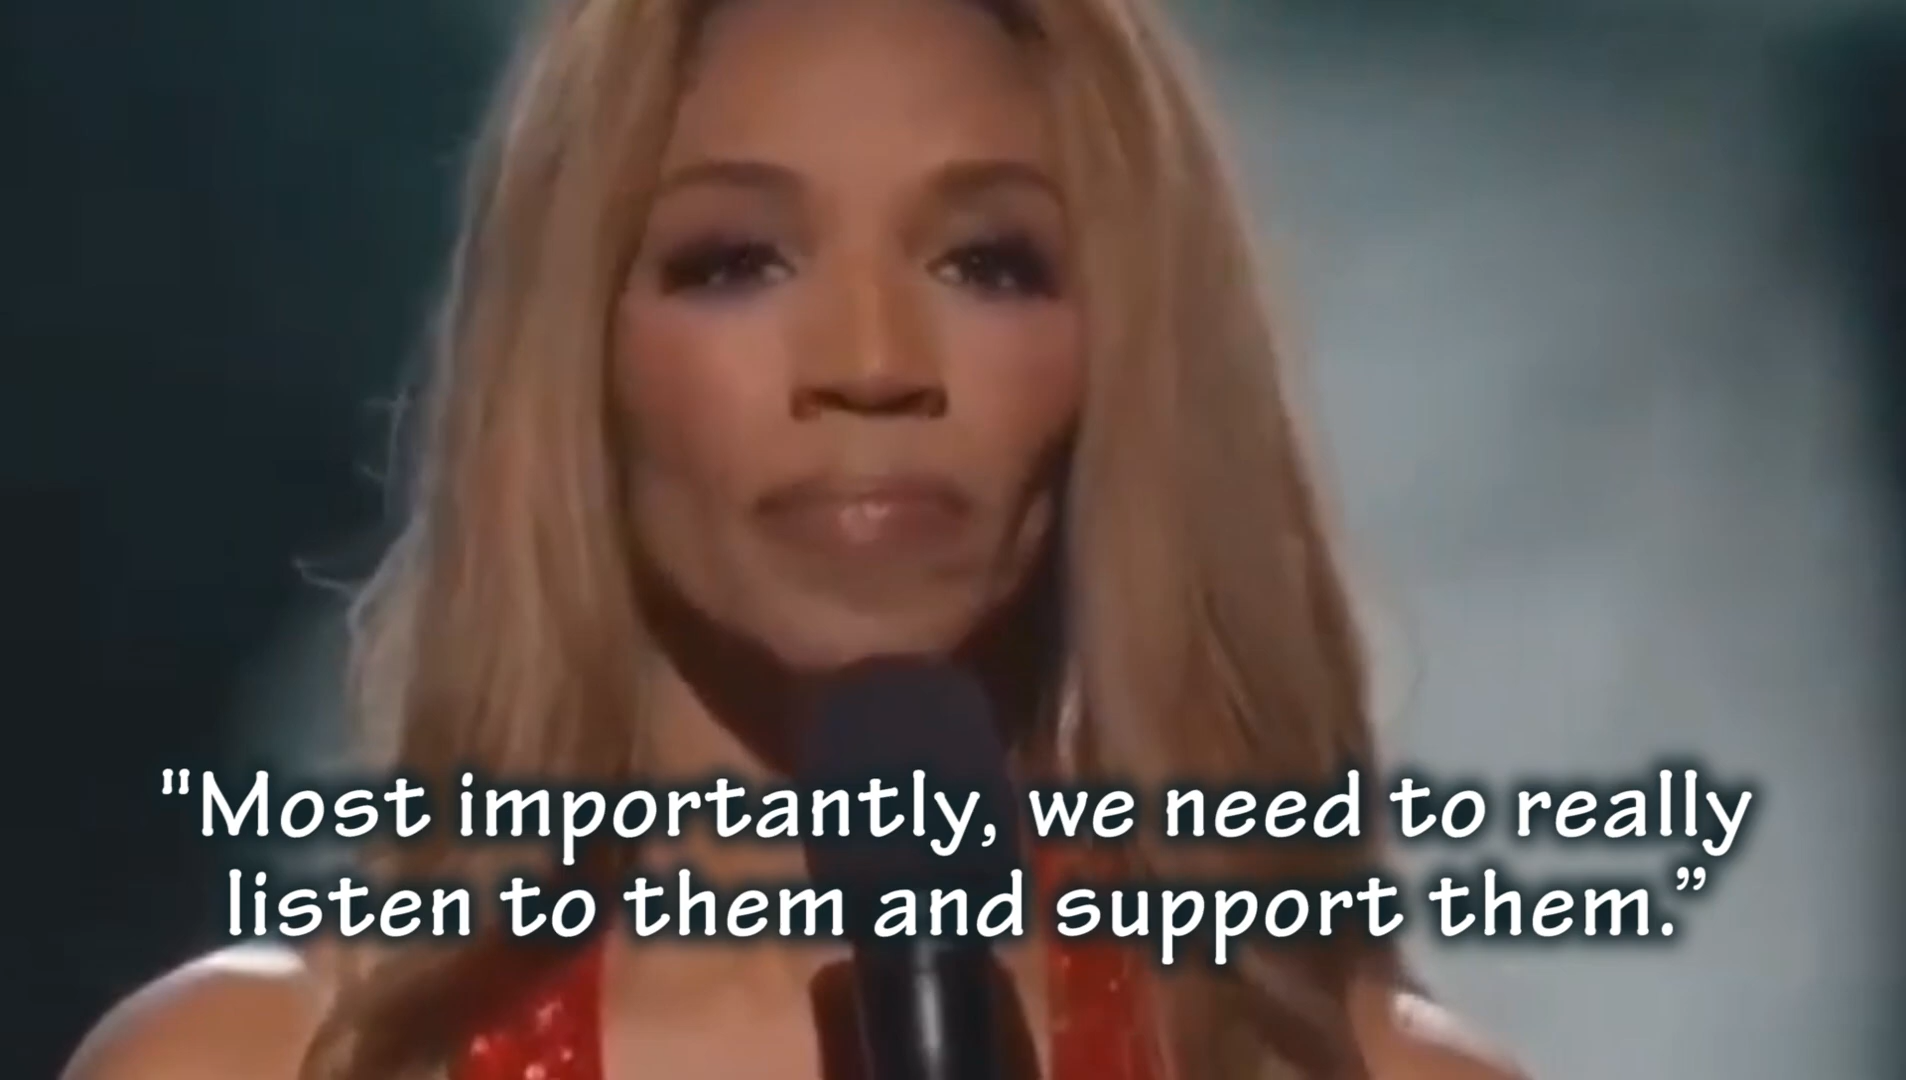 "Most importantly, we need to really
listen to them and support them.”